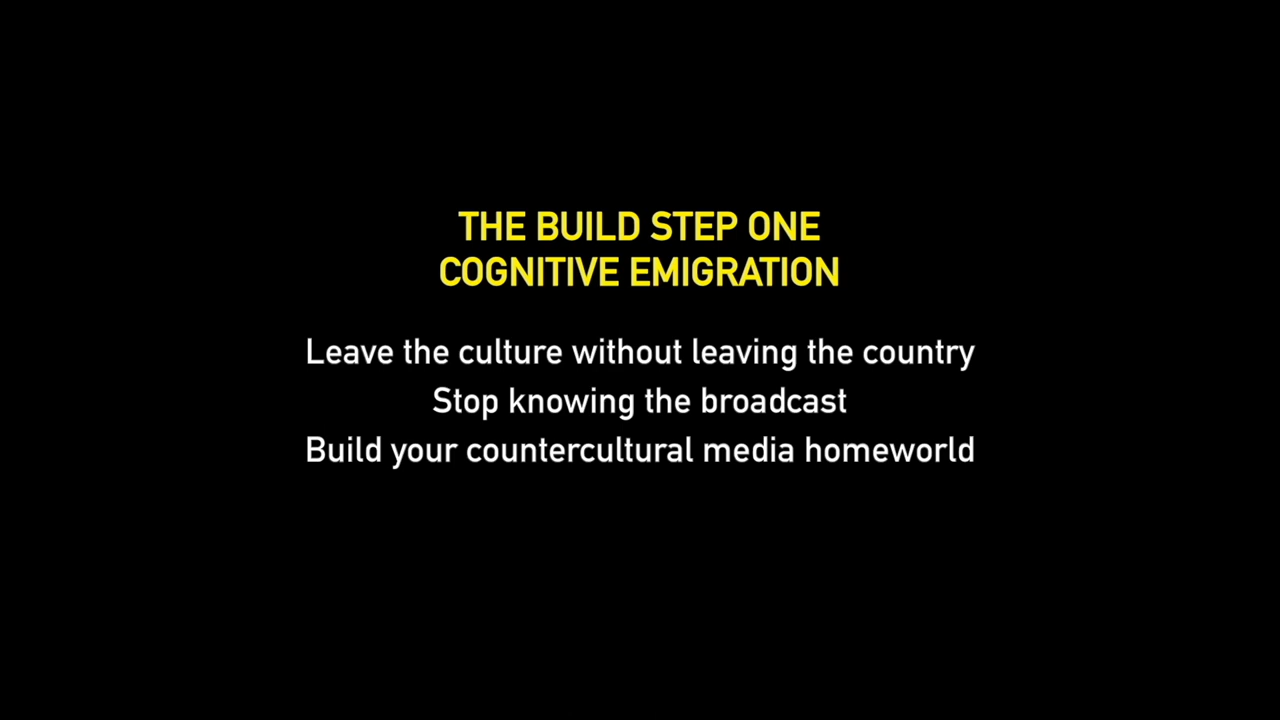 THE BUILD STEP ONE
COGNITIVE EMIGRATION
Leave the culture without leaving the country
Stop knowing the broadcast
Build your countercultural media homeworld